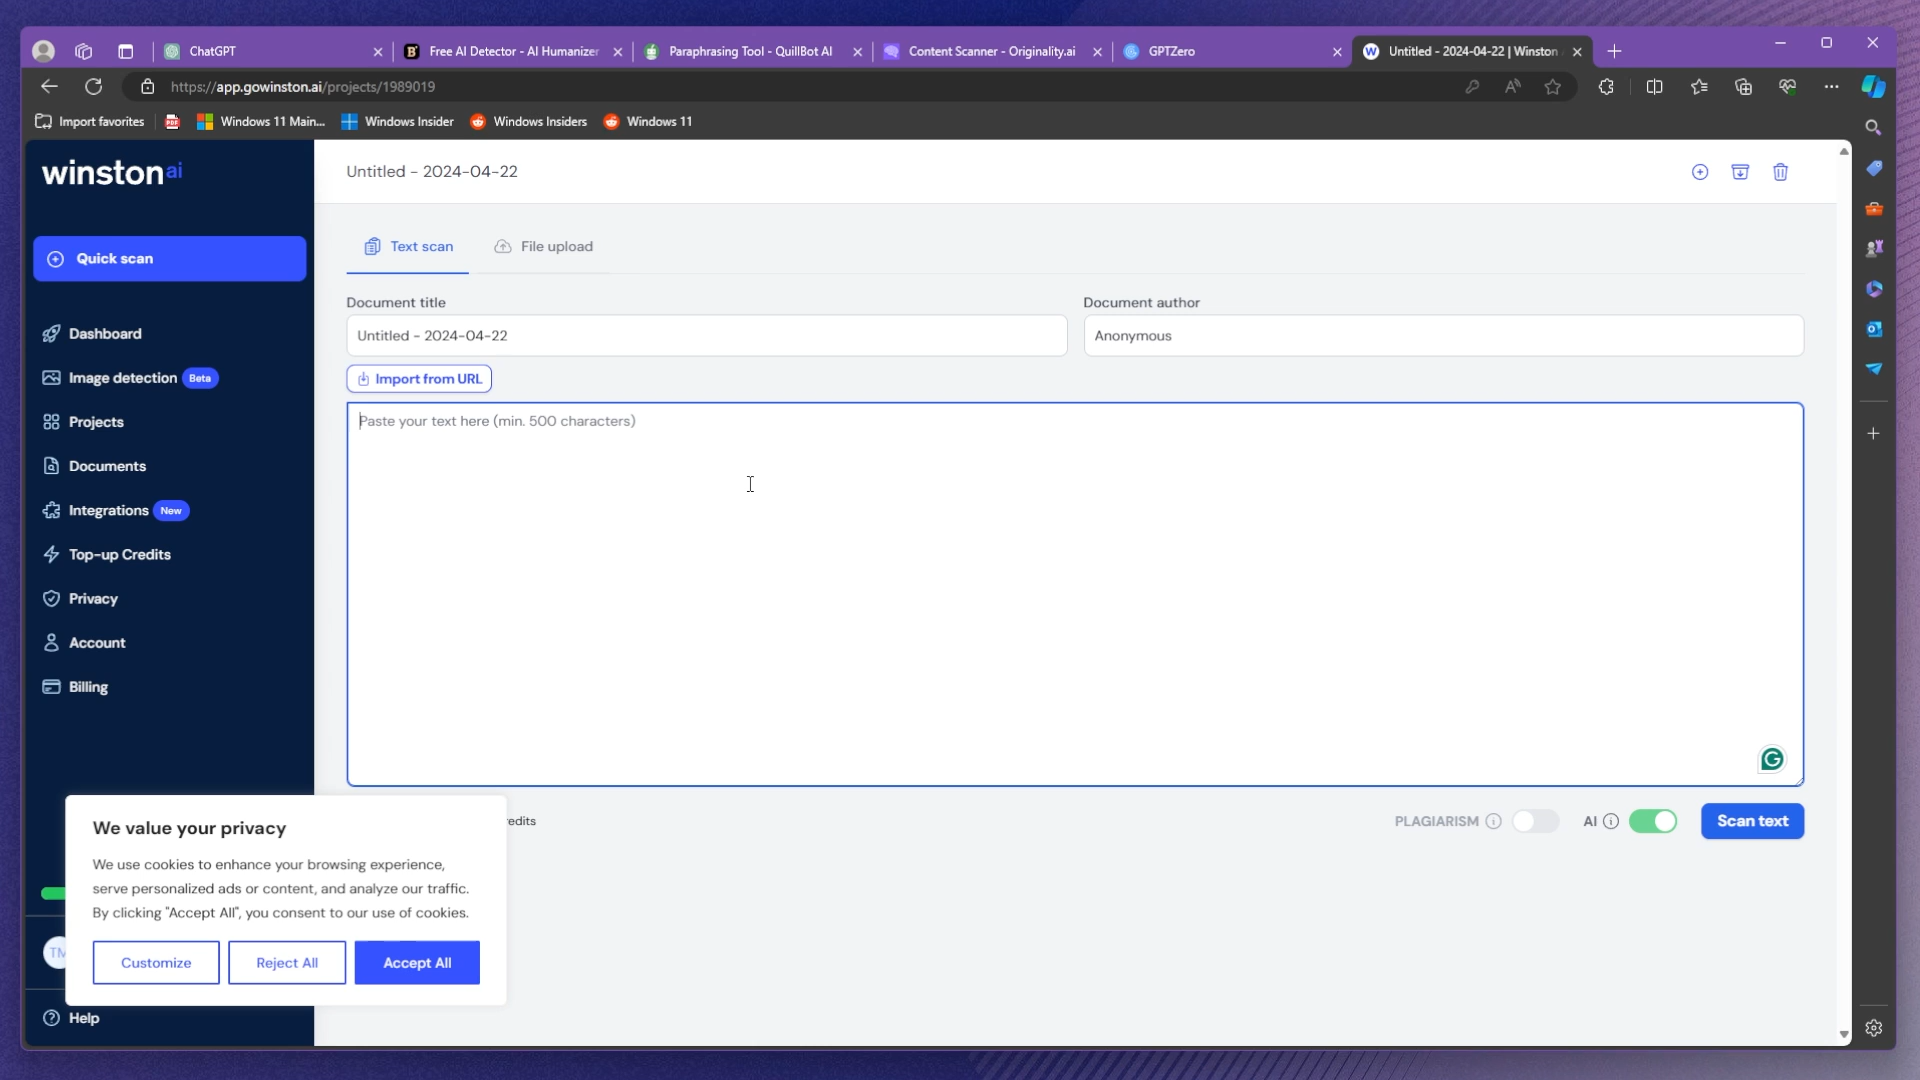 ChatGPT
Free AI Detector - AI Humanizer
Paraphrasing Tool - QuillBot AI
Content Scanner - Originality.ai
GPTZero
Untitled - 2024-04-22 | Winston
https://app.gowinston.ai/projects/1989019
Import favorites
Windows 11 Main...
Windows Insider
Windows Insiders
Windows 11
winston ai
Untitled - 2024-04-22
Quick scan
Text scan
File upload
Document title
Document author
Untitled - 2024-04-22
Anonymous
Dashboard
Image detection Beta
Import from URL
Projects
Paste your text here (min. 500 characters)
Documents
Integrations New
Top-up Credits
Privacy
Account
Billing
edits
PLAGIARISM
AI
Scan text
We value your privacy
We use cookies to enhance your browsing experience,
serve personalized ads or content, and analyze our traffic.
By clicking "Accept All", you consent to our use of cookies.
TM
Customize
Reject All
Accept All
Help